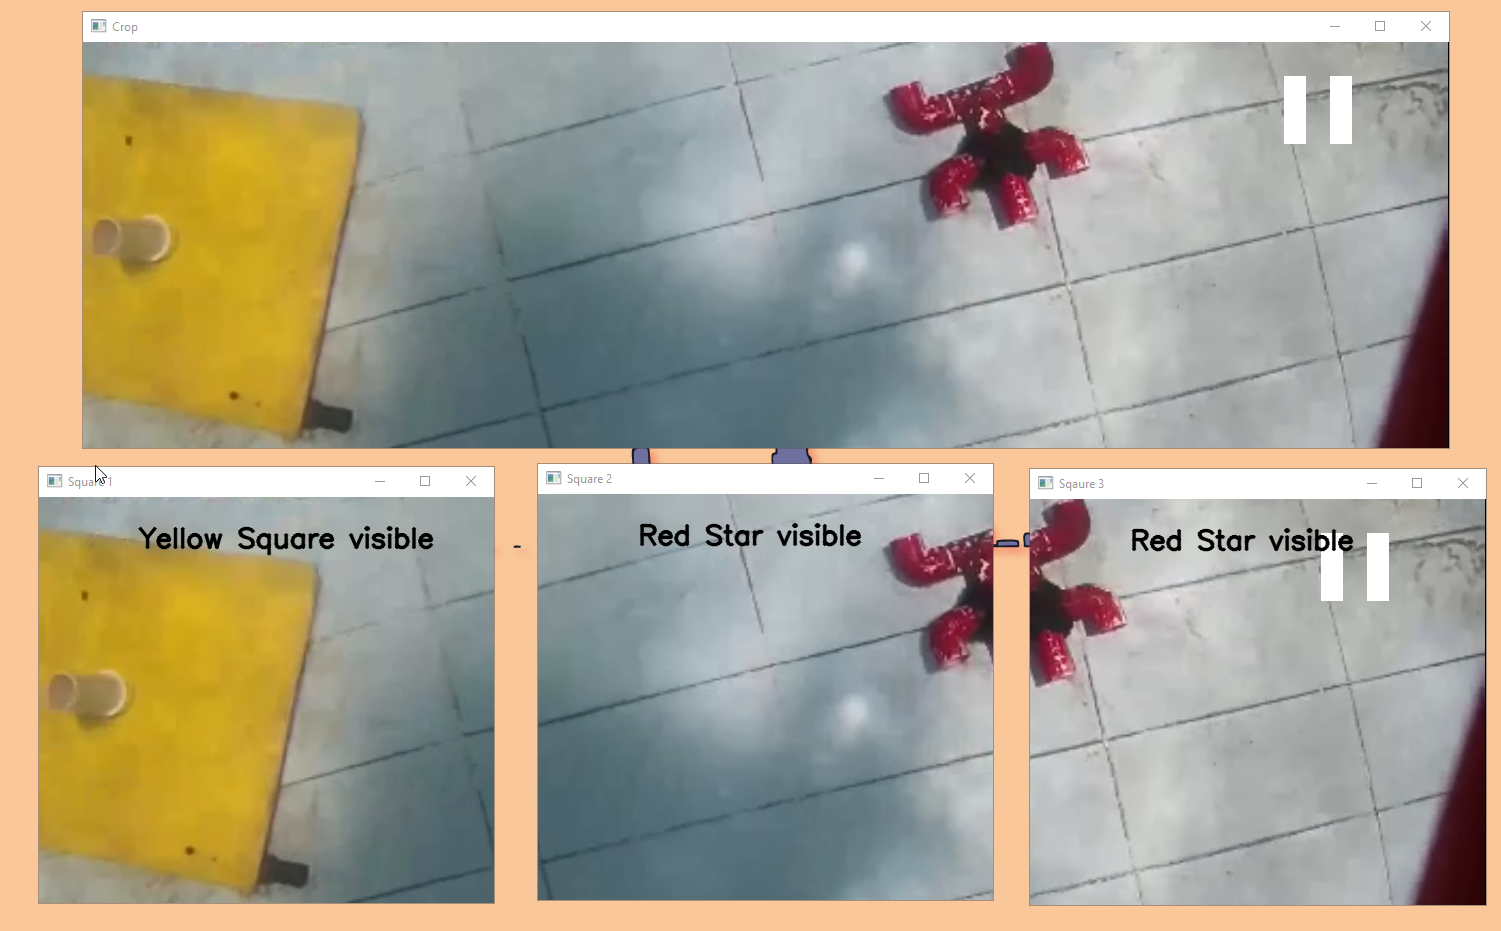 Crop
Square 1
Square 2
Sqaure 3
Yellow Square visible
Red Star visible
Red Star visible